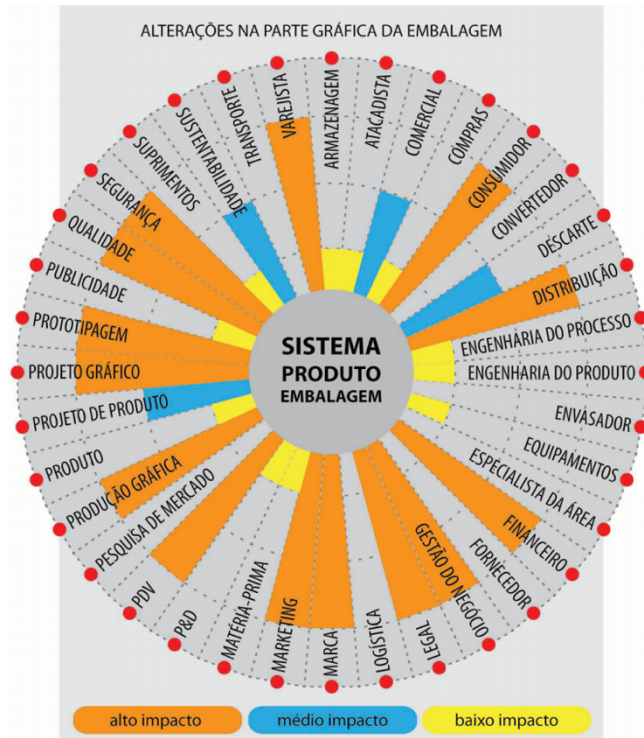 ALTERAÇÕES NA PARTE GRÁFICA DA EMBALAGEM
ARMAZENAGEM
ATACADISTA
COMERCIAL
COMPRAS
CONSUMIDOR
CONVERTEDOR
DESCARTE
DISTRIBUIÇÃO
ENGENHARIA DO PROCESSO
ENGENHARIA DO PRODUTO
ENVASADOR
EQUIPAMENTOS
ESPECIALISTA DA ÁREA
FINANCEIRO
FORNECEDOR
GESTÃO DO NEGÓCIO
LEGAL
LOGÍSTICA
MARCA
MARKETING
MATÉRIA-PRIMA
P&D
PDV
PESQUISA DE MERCADO
PRODUÇÃO GRÁFICA
PRODUTO
PROJETO DE PRODUTO
PROJETO GRÁFICO
PROTOTIPAGEM
PUBLICIDADE
QUALIDADE
SEGURANÇA
SUPRIMENTOS
SUSTENTABILIDADE
TRANSPORTE
VAREJISTA
SISTEMA
PRODUTO
EMBALAGEM
alto impacto
médio impacto
baixo impacto